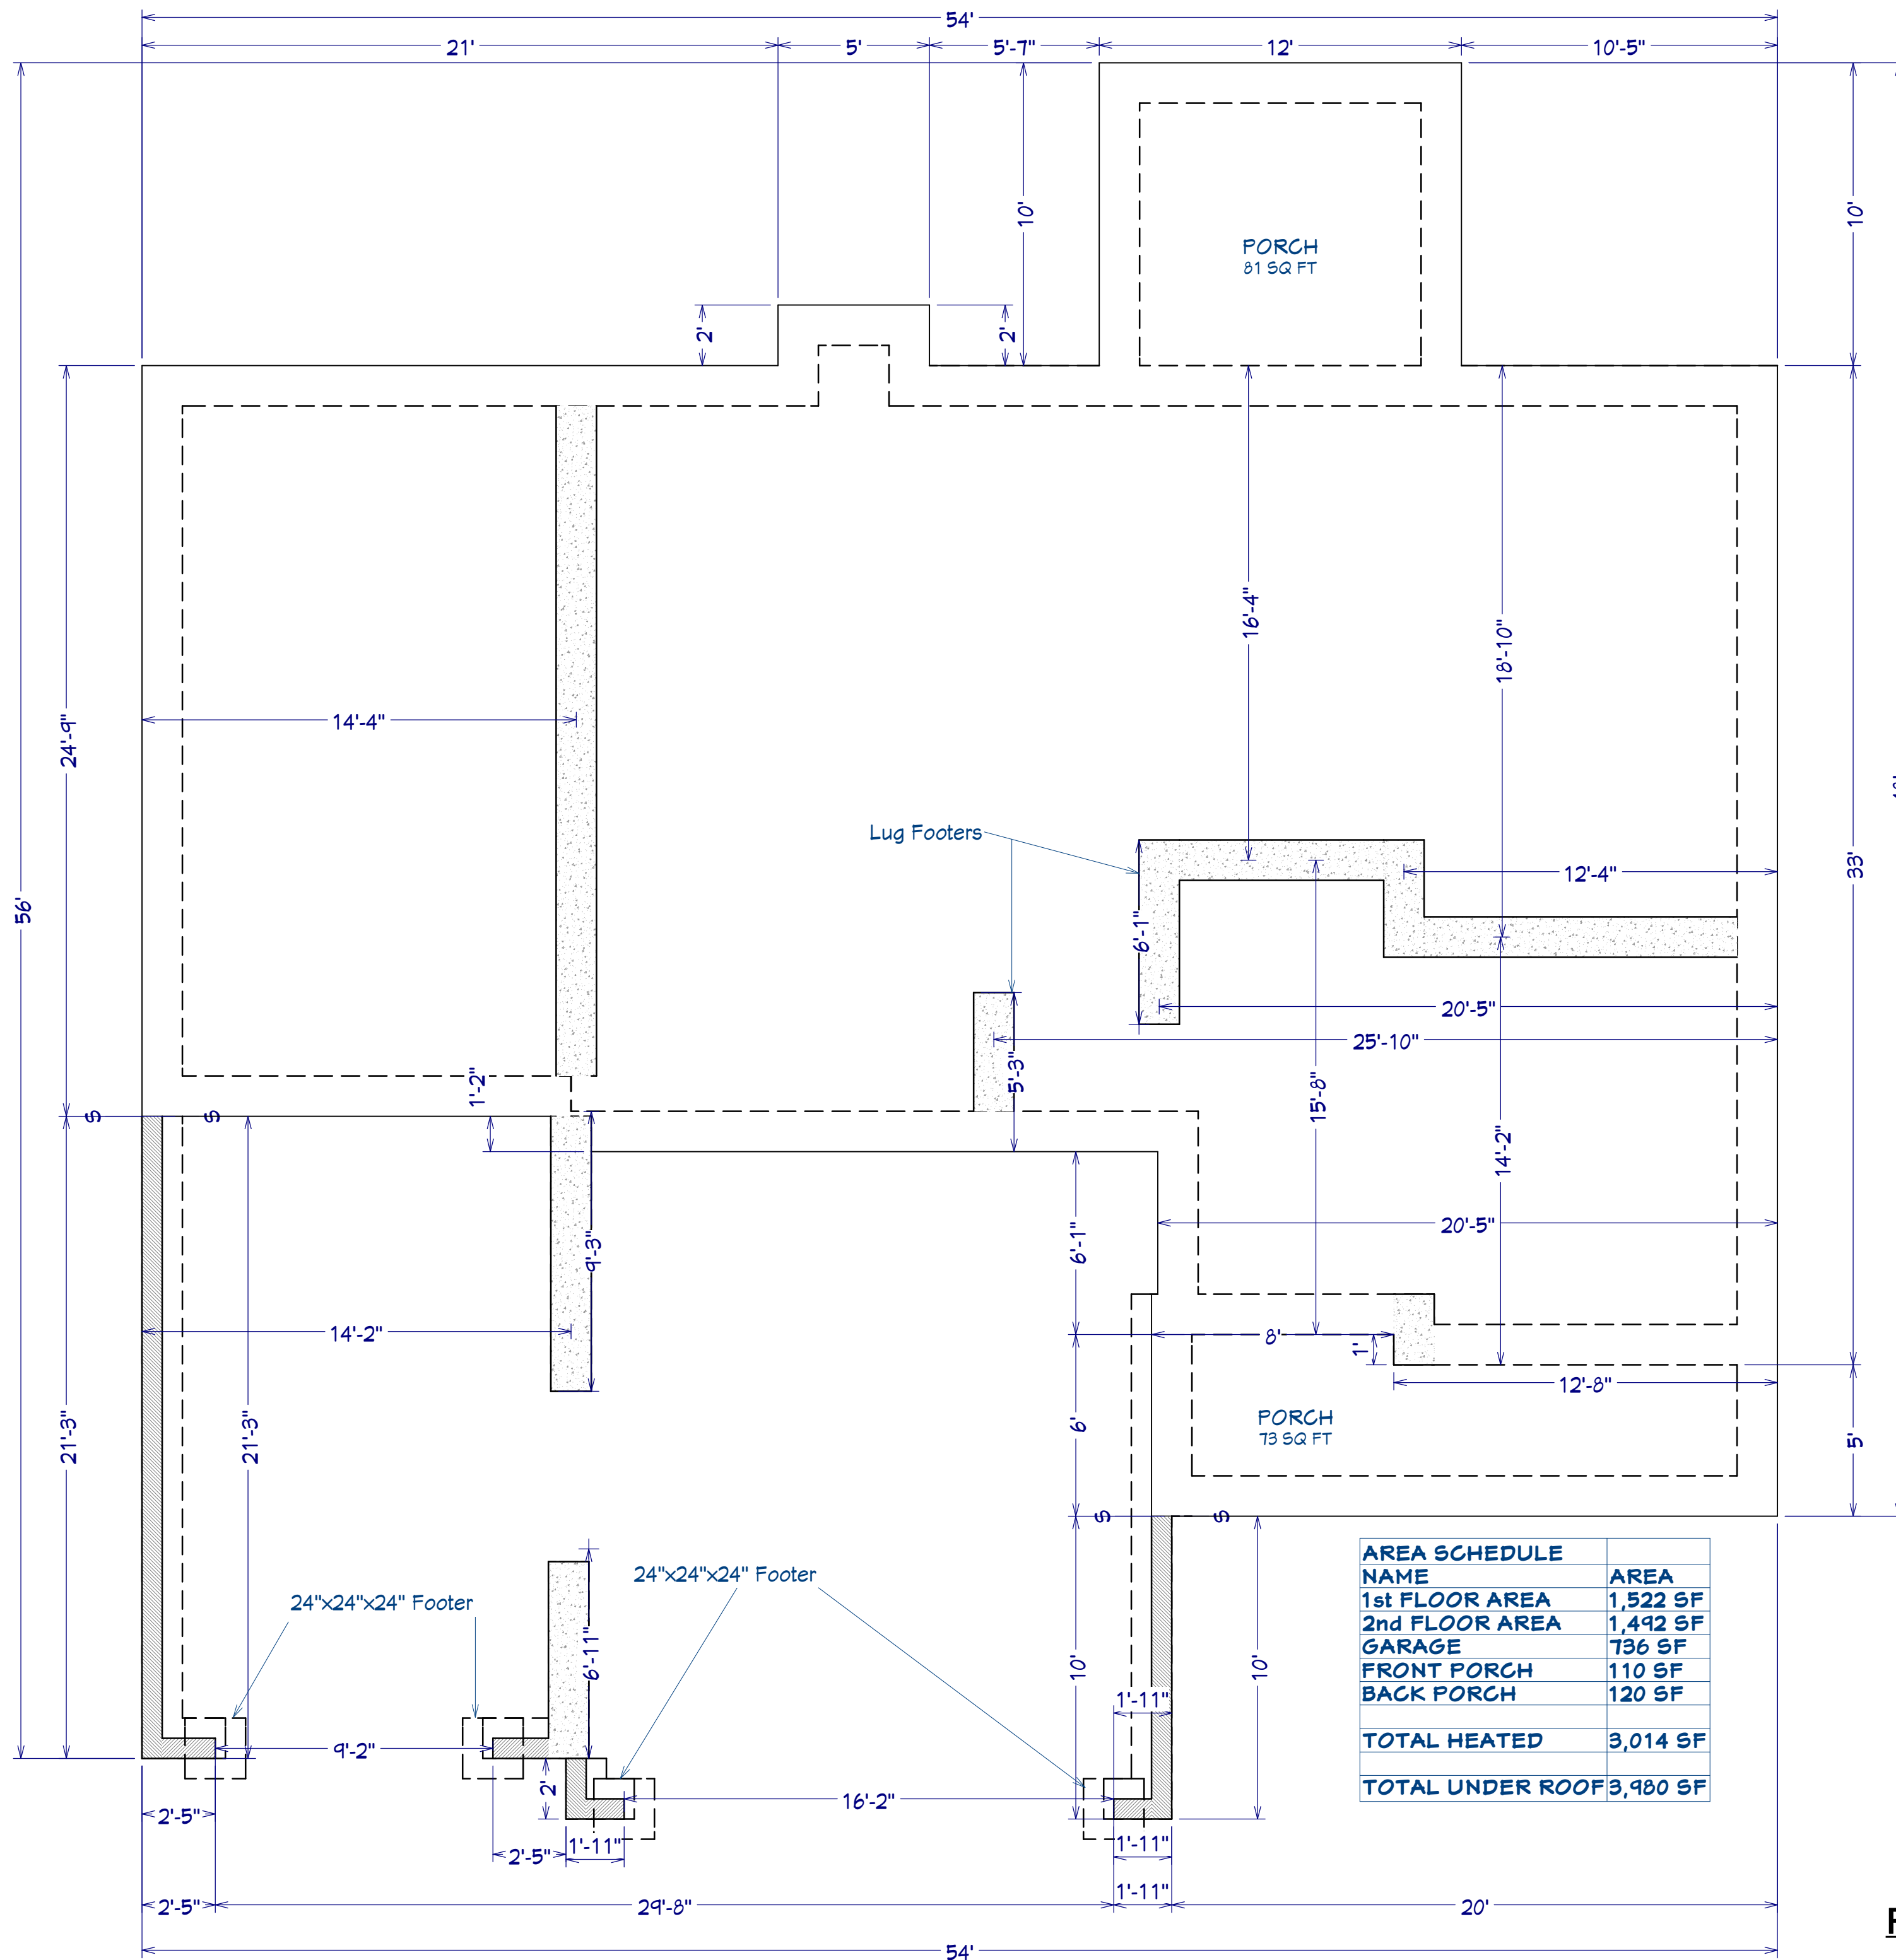 54'
21'
5'
5'-7"
12'
10'-5"
10'
10'
PORCH
81 SQ FT
2'
2'
24'-9"
14'-4"
16'-4"
18'-10"
56'
33'
Lug Footers
12'-4"
6'-1"
20'-5"
25'-10"
5'-3"
15'-8"
1'-2"
14'-2"
S
S
9'-3"
6'-1"
20'-5"
14'-2"
8'
1'
12'-8"
21'-3"
21'-3"
PORCH
73 SQ FT
6'
5'
S
S
24"x24"x24" Footer
24"x24"x24" Footer
6'-11"
10'
10'
1'-11"
9'-2"
2'
16'-2"
2'-5"
2'-5"
1'-11"
1'-11"
2'-5"
29'-8"
1'-11"
20'
54'
AREA SCHEDULE
NAME AREA
1st FLOOR AREA 1,522 SF
2nd FLOOR AREA 1,492 SF
GARAGE 736 SF
FRONT PORCH 110 SF
BACK PORCH 120 SF
TOTAL HEATED 3,014 SF
TOTAL UNDER ROOF 3,980 SF